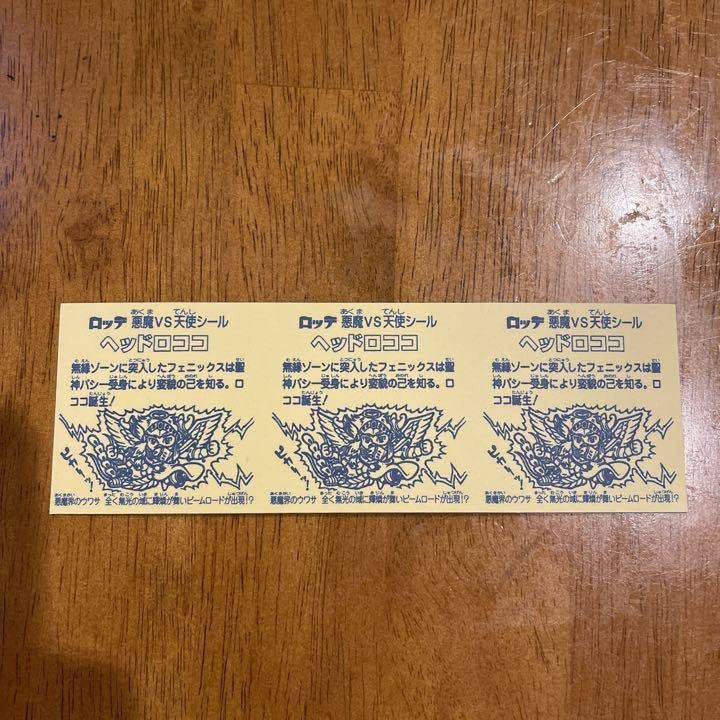 ロッテ 悪魔VS天使シール
ヘッドロココ
無縁ゾーンに突入したフェニックスは聖
神パシー受身により変貌の己を知る。ロ
ココ誕生!
悪魔界のウワサ 全く無光の域に輝燐が舞いビームロードが出現!?
ロッテ 悪魔VS天使シール
ヘッドロココ
無縁ゾーンに突入したフェニックスは聖
神パシー受身により変貌の己を知る。ロ
ココ誕生!
悪魔界のウワサ 全く無光の域に輝燐が舞いビームロードが出現!?
ロッテ 悪魔VS天使シール
ヘッドロココ
無縁ゾーンに突入したフェニックスは聖
神パシー受身により変貌の己を知る。ロ
ココ誕生!
悪魔界のウワサ 全く無光の域に輝燐が舞いビームロードが出現!?